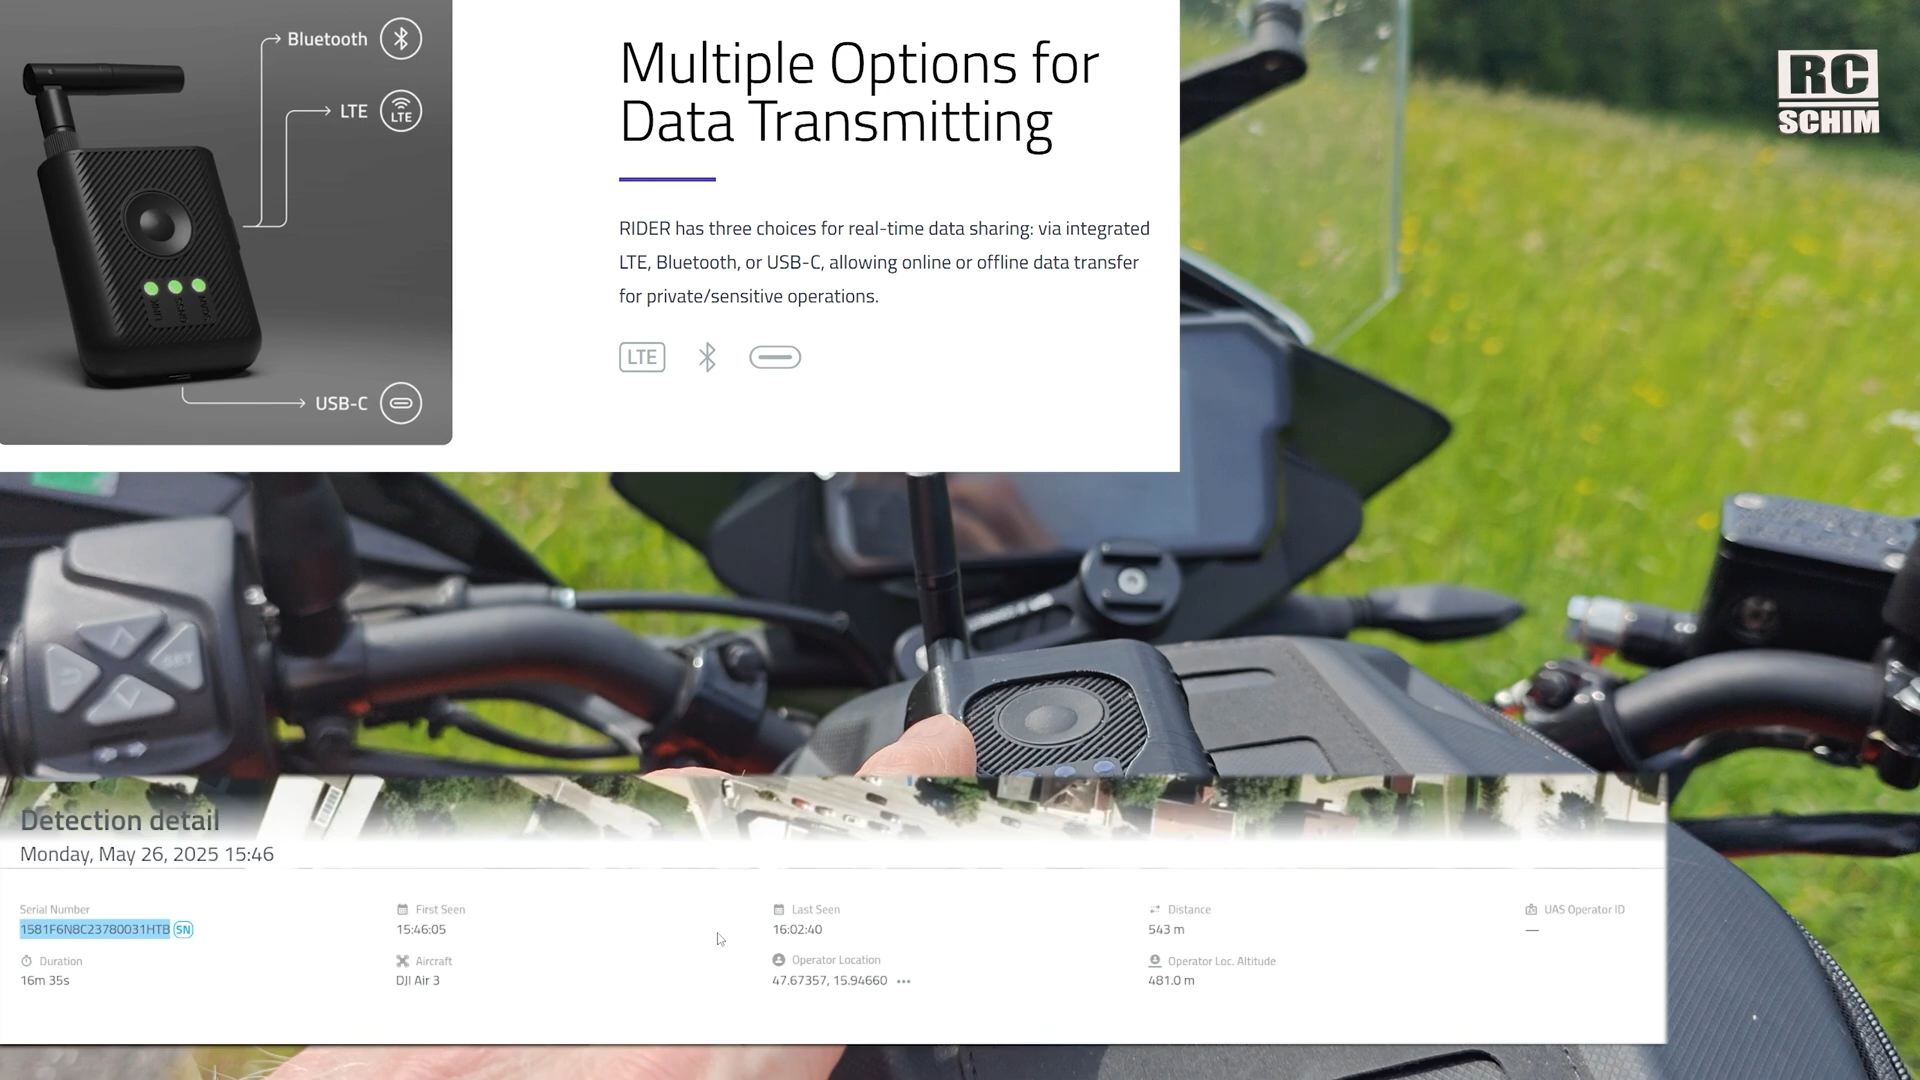 Bluetooth
LTE
LTE
USB-C
Multiple Options for
Data Transmitting
RIDER has three choices for real-time data sharing: via integrated
LTE, Bluetooth, or USB-C, allowing online or offline data transfer
for private/sensitive operations.
LTE
RC
SCHIM
SET
Detection detail
Monday, May 26, 2025 15:46
Serial Number
1581F6N8C23780031HTB SN
First Seen
15:46:05
Last Seen
16:02:40
Distance
543 m
UAS Operator ID
—
Duration
16m 35s
Aircraft
DJI Air 3
Operator Location
47.67357, 15.94660 •••
Operator Loc. Altitude
481.0 m